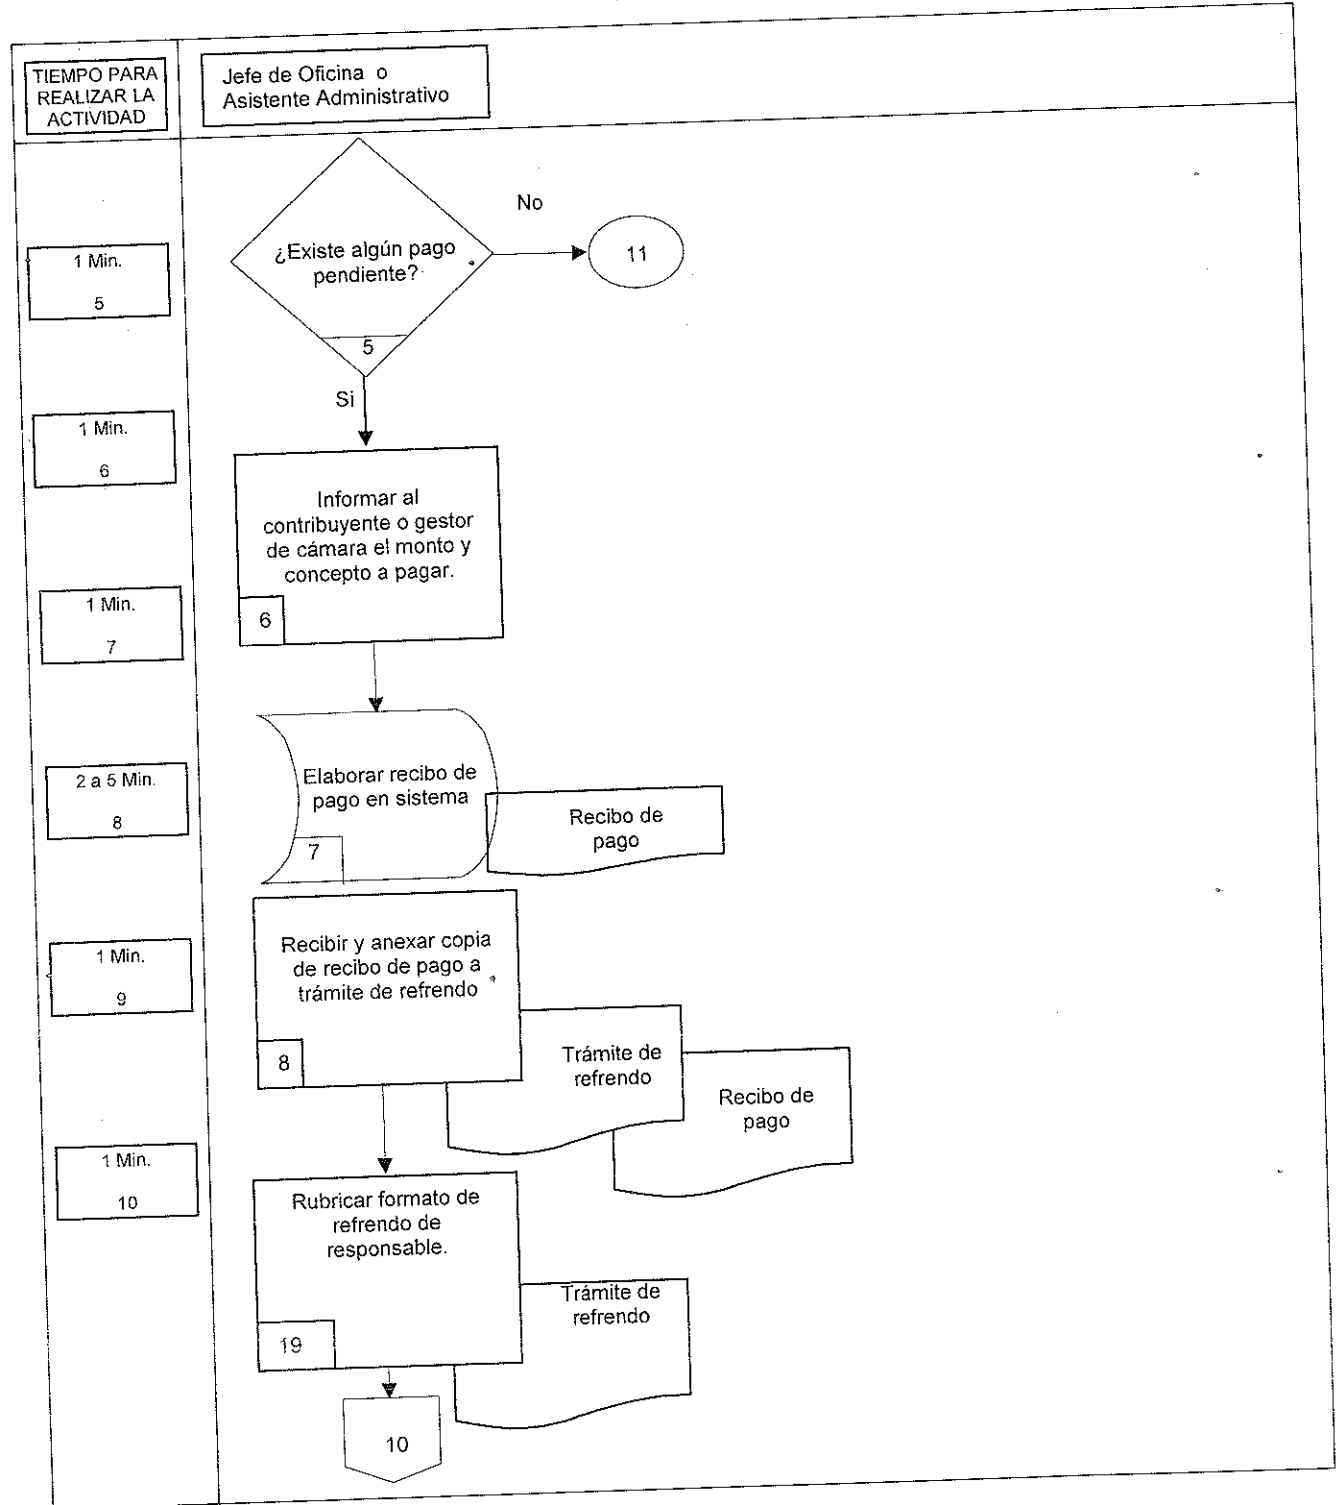 TIEMPO PARA
REALIZAR LA
ACTIVIDAD
Jefe de Oficina o
Asistente Administrativo
1 Min.
5
¿Existe algún pago
pendiente?
5
No
11
Si
1 Min.
6
Informar al
contribuyente o gestor
de cámara el monto y
concepto a pagar.
6
1 Min.
7
Elaborar recibo de
pago en sistema
7
Recibo de
pago
2 a 5 Min.
8
Recibir y anexar copia
de recibo de pago a
trámite de refrendo
8
Trámite de
refrendo
Recibo de
pago
1 Min.
9
1 Min.
10
Rubricar formato de
refrendo de
responsable.
19
Trámite de
refrendo
10